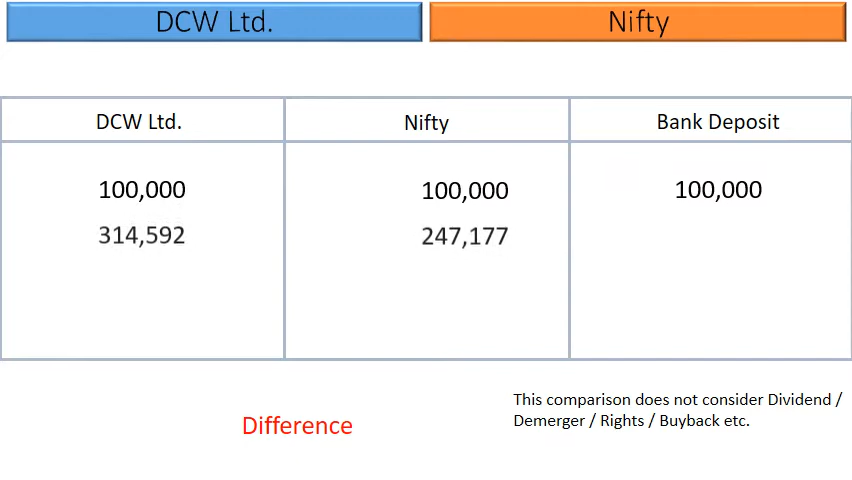 DCW Ltd. Nifty
DCW Ltd. Nifty Bank Deposit
100,000 100,000 100,000
314,592 247,177
This comparison does not consider Dividend /
Demerger / Rights / Buyback etc.
Difference